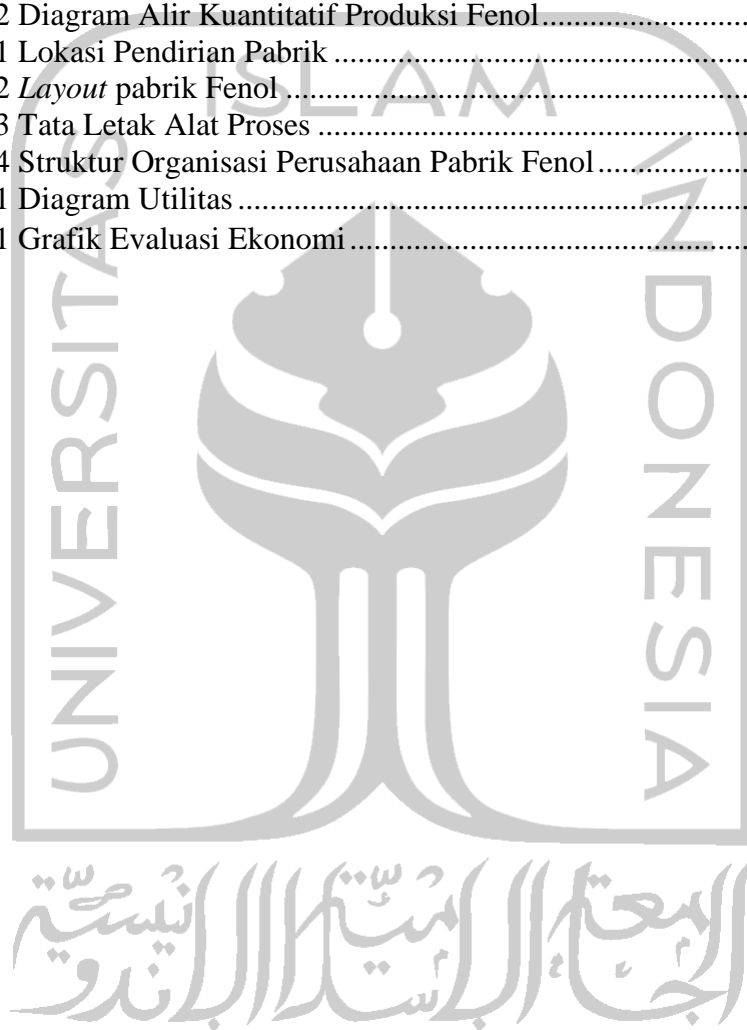 2 Diagram Alir Kuantitatif Produksi Fenol..........................
1 Lokasi Pendirian Pabrik......................................................
2 Layout pabrik Fenol............................................................
3 Tata Letak Alat Proses........................................................
4 Struktur Organisasi Perusahaan Pabrik Fenol...................
1 Diagram Utilitas..................................................................
1 Grafik Evaluasi Ekonomi....................................................
ISLAM
UNIVERSITAS
INDONESIA